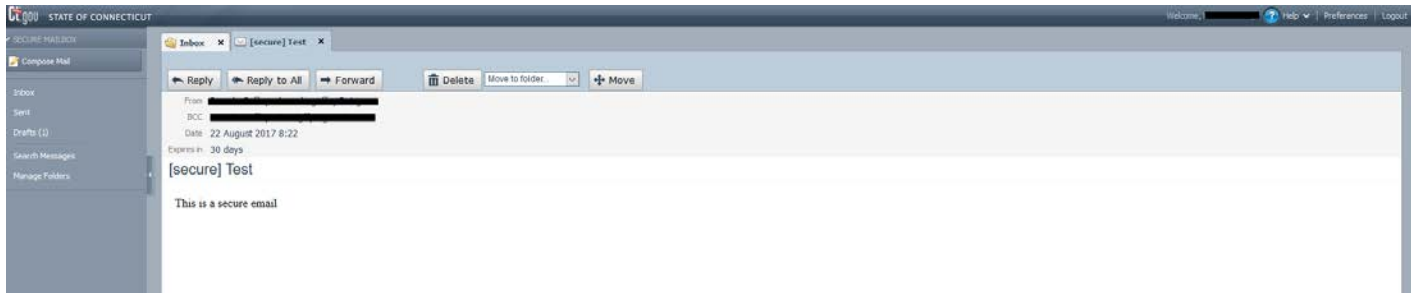 CT.gov STATE OF CONNECTICUT
Welcome,
Help | Preferences | Logout
SECURE MAILBOX
Compose Mail
Inbox
Sent
Drafts (1)
Search Messages
Manage Folders
Inbox X [secure] Test X
Reply Reply to All Forward Delete Move to folder... Move
From
BCC
Date 22 August 2017 8:22
Expires in 30 days
[secure] Test
This is a secure email